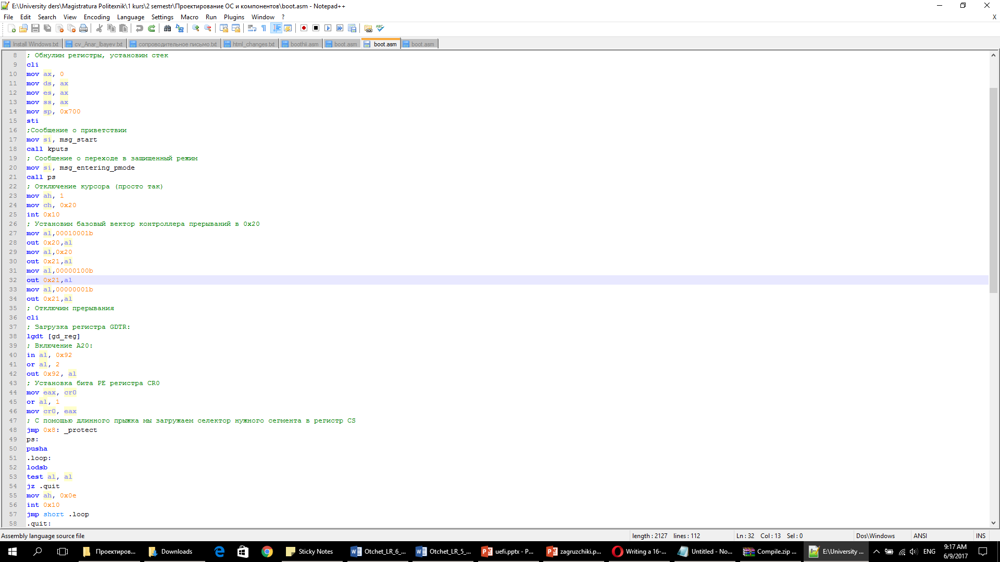 E:\University ders\Magistratura Politexnik\1 kurs\2 semestr\Проектирование ОС и компонентов\boot.asm - Notepad++
File Edit Search View Encoding Language Settings Macro Run Plugins Window ? X
Install Windows.txt cv_Anar_Ibayev.txt сопроводительное письмо.txt html_changes.txt boothii.asm boot.asm boot.asm boot.asm
8 ; Обнулим регистры, установим стек
9 cli
10 mov ax, 0
11 mov ds, ax
12 mov es, ax
13 mov ss, ax
14 mov sp, 0x700
15 sti
16 ;Сообщение о приветствии
17 mov si, msg_start
18 call kputs
19 ; Сообщение о переходе в защищенный режим
20 mov si, msg_entering_pmode
21 call ps
22 ; Отключение курсора (просто так)
23 mov ah, 1
24 mov ch, 0x20
25 int 0x10
26 ; Установим базовый вектор контроллера прерываний в 0x20
27 mov al,00010001b
28 out 0x20,al
29 mov al,0x20
30 out 0x21,al
31 mov al,00000100b
32 out 0x21,al
33 mov al,00000001b
34 out 0x21,al
35 ; Отключим прерывания
36 cli
37 ; Загрузка регистра GDTR:
38 lgdt [gd_reg]
39 ; Включение A20:
40 in al, 0x92
41 or al, 2
42 out 0x92, al
43 ; Установка бита PE регистра CR0
44 mov eax, cr0
45 or al, 1
46 mov cr0, eax
47 ; С помощью длинного прыжка мы загружаем селектор нужного сегмента в регистр CS
48 jmp 0x8: _protect
49 ps:
50 pusha
51 .loop:
52 lodsb
53 test al, al
54 jz .quit
55 mov ah, 0x0e
56 int 0x10
57 jmp short .loop
58 .quit:
Assembly language source file length : 2127 lines : 112 Ln : 32 Col : 13 Sel : 0 Dos\Windows ANSI INS
Проектиров... Downloads Sticky Notes Otchet_LR_6_... Otchet_LR_5_... uefi.pptx - P... zagruzchiki.p... Writing a 16-... Untitled - No... Compile.zip ... E:\University ... ENG 9:17 AM
6/9/2017